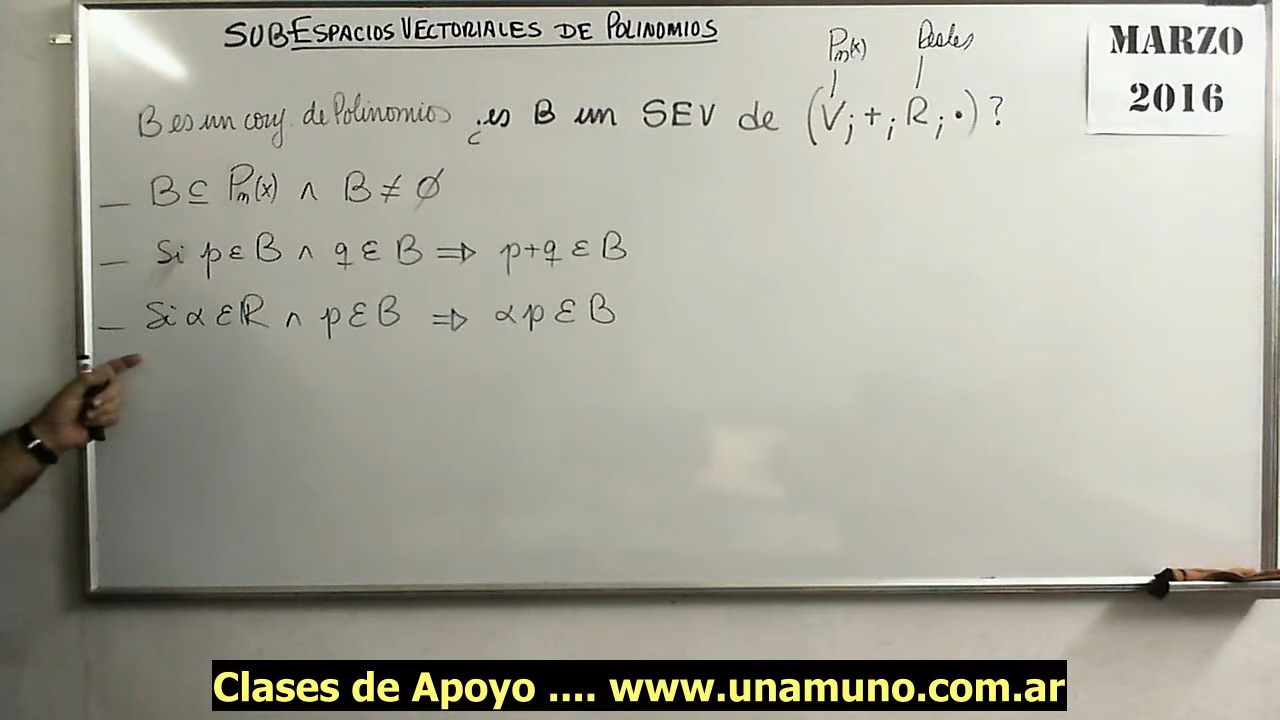 SUBESPACIOS VECTORIALES DE POLINOMIOS
Pm(x) Reales
MARZO
2016
B es un conj. de Polinomios ¿es B un SEV de (V;+;R;•)?
— B ⊆ Pm(x) ∧ B ≠ ∅
— Si p ε B ∧ q ε B ⇒ p+q ε B
— Si α ε R ∧ p ε B ⇒ αp ε B
Clases de Apoyo .... www.unamuno.com.ar